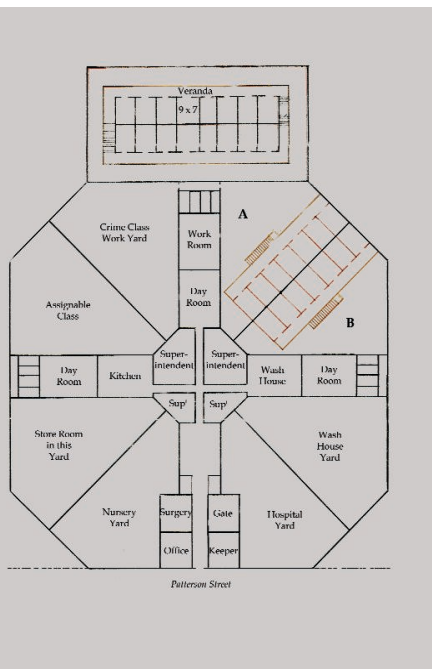 Veranda
9 x 7
A
Crime Class
Work Yard
Work
Room
Day
Room
Assignable
Class
B
Super-
intendent
Super-
intendent
Day
Room
Kitchen
Wash
House
Day
Room
Supt
Supt
Store Room
in this
Yard
Wash
House
Yard
Nursery
Yard
Surgery
Gate
Hospital
Yard
Office
Keeper
Patterson Street